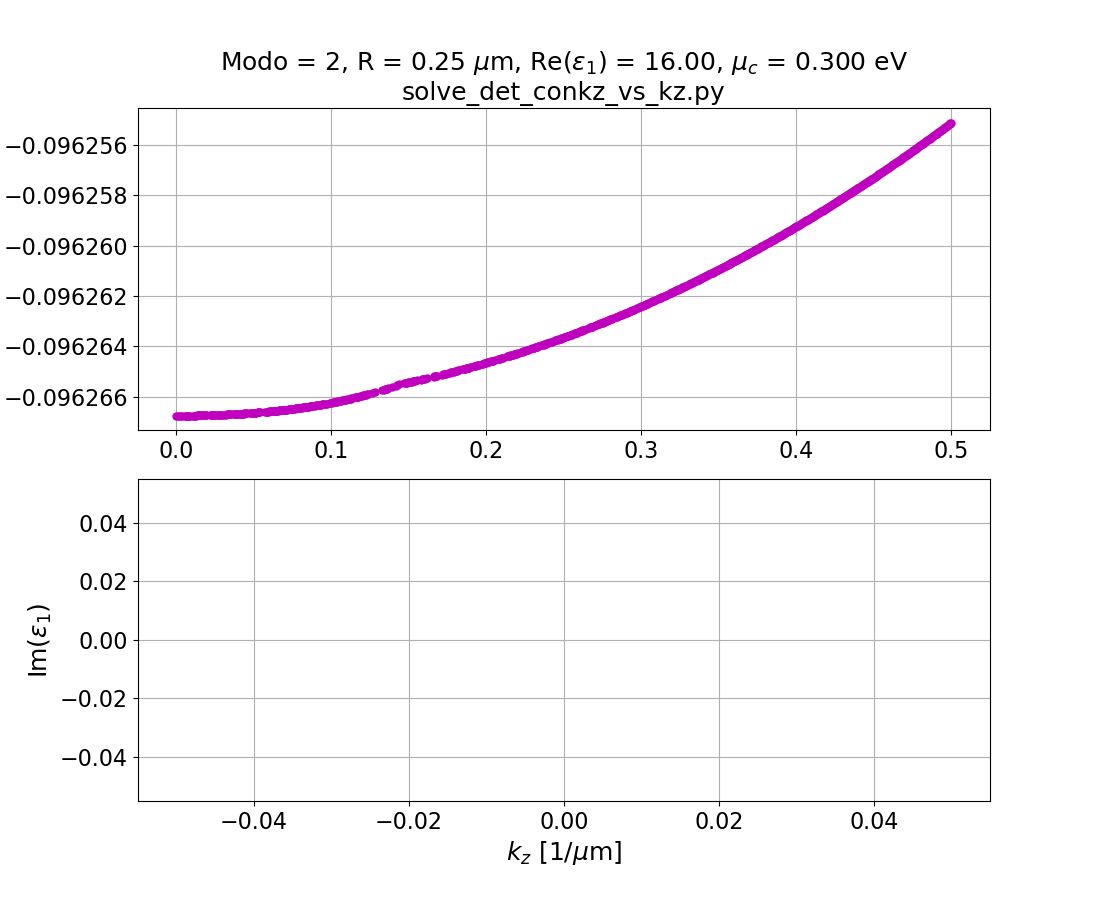 Modo = 2, R = 0.25 μm, Re(ε₁) = 16.00, μ_c = 0.300 eV
solve_det_conkz_vs_kz.py
−0.096256
−0.096258
−0.096260
−0.096262
−0.096264
−0.096266
0.0 0.1 0.2 0.3 0.4 0.5
0.04
0.02
0.00
−0.02
−0.04
Im(ε₁)
−0.04 −0.02 0.00 0.02 0.04
k_z [1/μm]